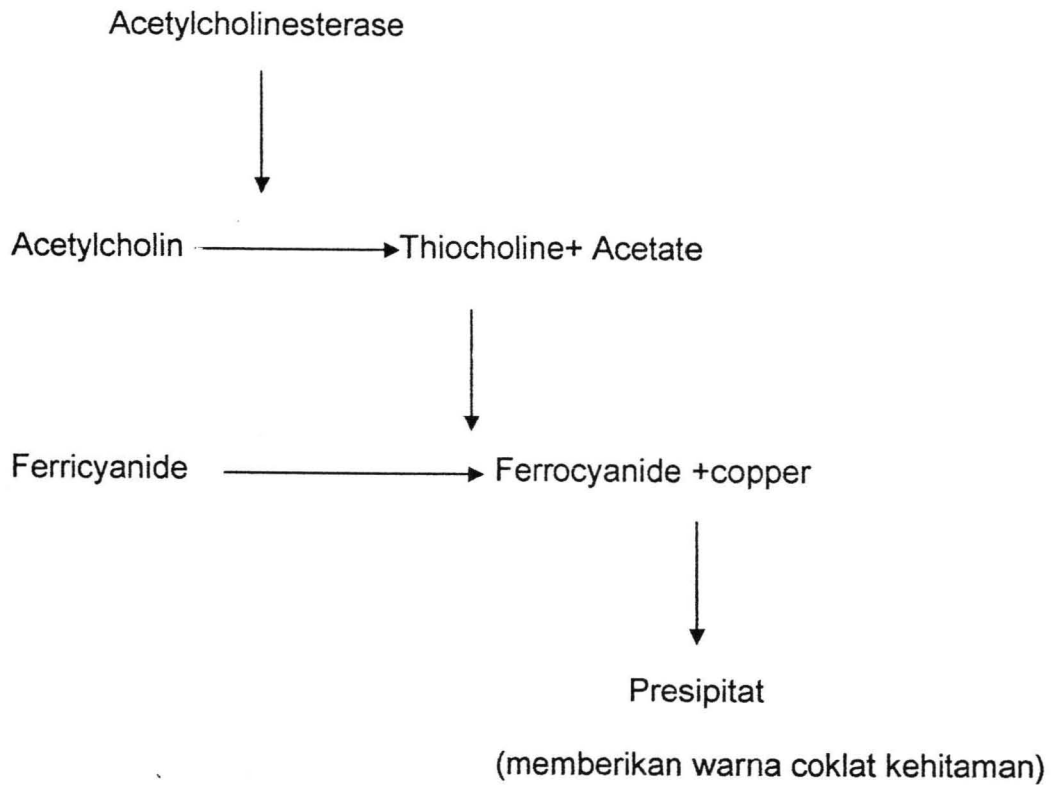 Acetylcholinesterase
Acetylcholin
Thiocholine+ Acetate
Ferricyanide
Ferrocyanide +copper
Presipitat
(memberikan warna coklat kehitaman)